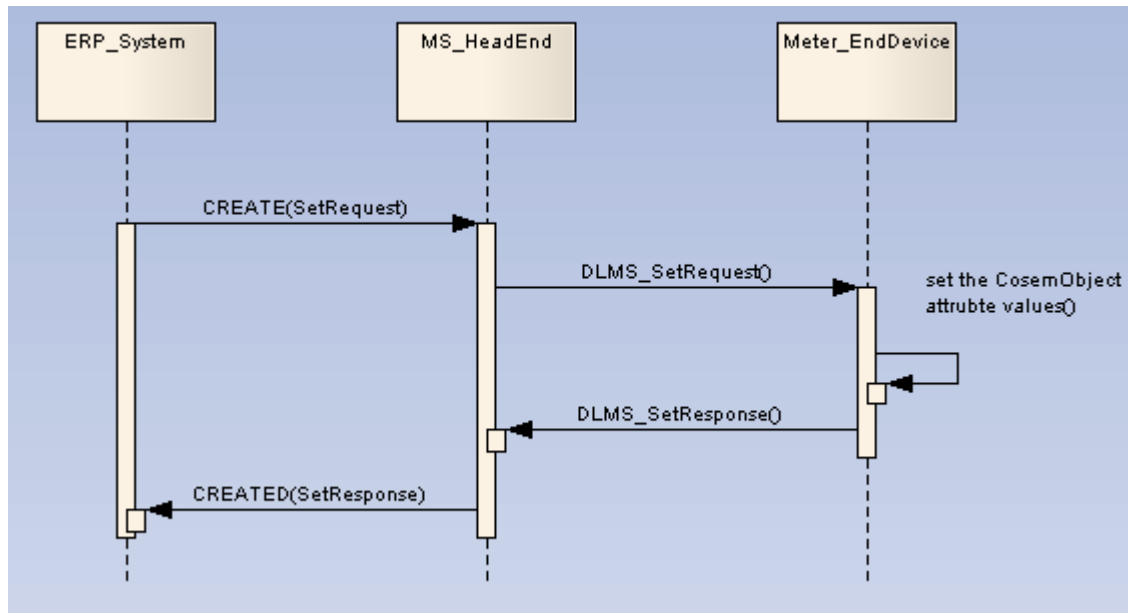 ERP_System
MS_HeadEnd
Meter_EndDevice
CREATE(SetRequest)
DLMS_SetRequest()
set the CosemObject
attrubte values()
DLMS_SetResponse()
CREATED(SetResponse)